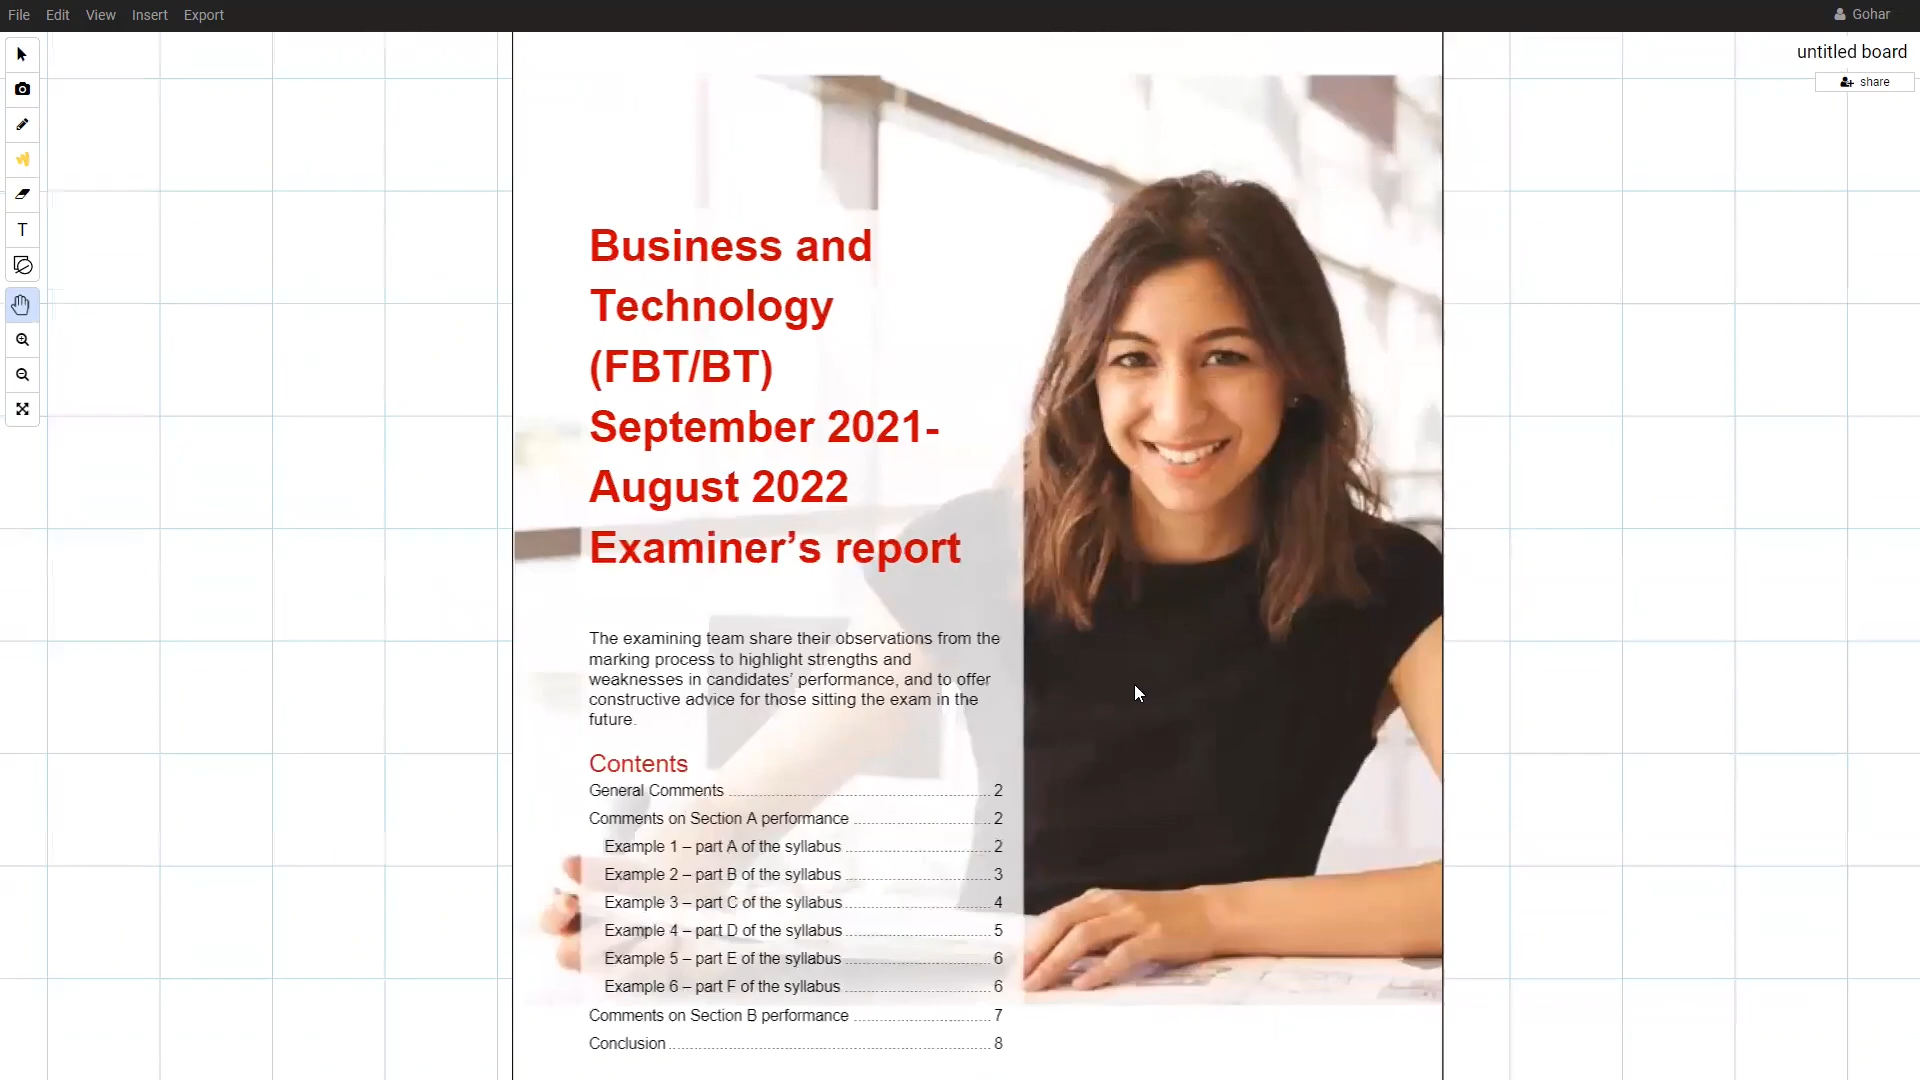 File Edit View Insert Export
Gohar
untitled board
share
T
Business and
Technology
(FBT/BT)
September 2021-
August 2022
Examiner’s report
The examining team share their observations from the
marking process to highlight strengths and
weaknesses in candidates’ performance, and to offer
constructive advice for those sitting the exam in the
future.
Contents
General Comments 2
Comments on Section A performance 2
Example 1 – part A of the syllabus 2
Example 2 – part B of the syllabus 3
Example 3 – part C of the syllabus 4
Example 4 – part D of the syllabus 5
Example 5 – part E of the syllabus 6
Example 6 – part F of the syllabus 6
Comments on Section B performance 7
Conclusion 8